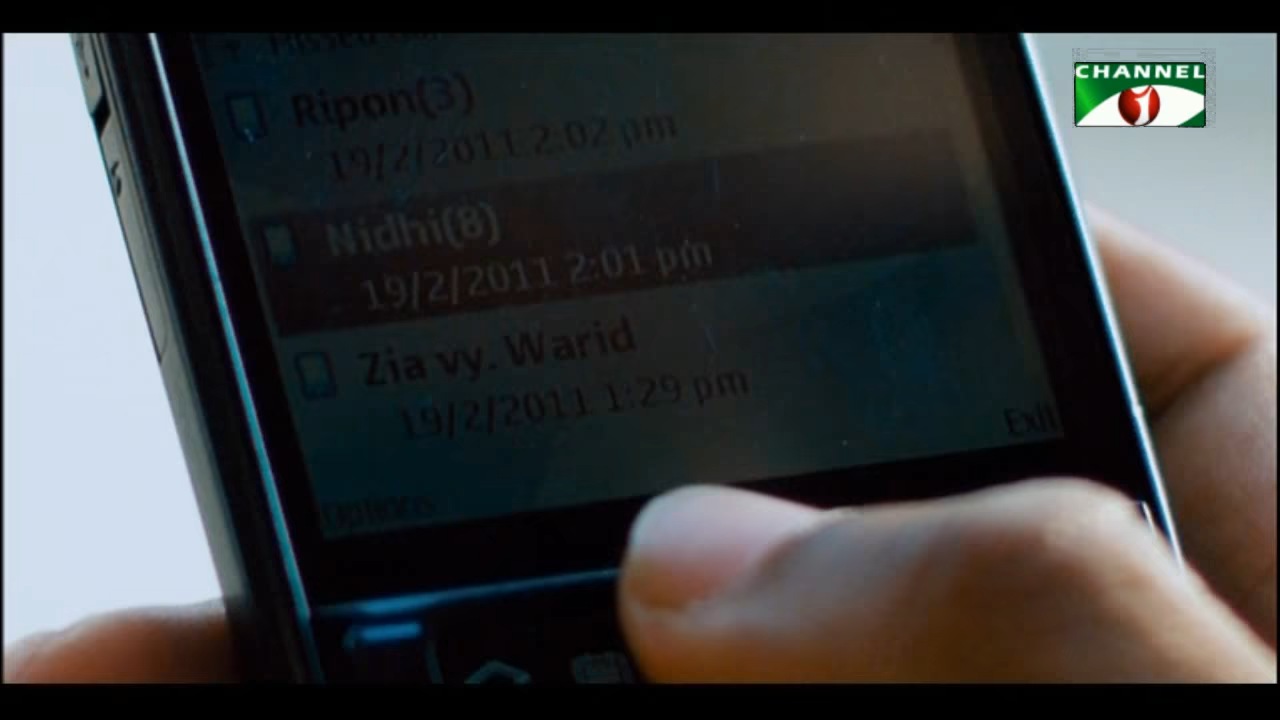 CHANNEL
Ripon(3)
19/2/2011 2:02 pm
Nidhi(8)
19/2/2011 2:01 pm
Zia vy. Warid
19/2/2011 1:29 pm
Exit
Options